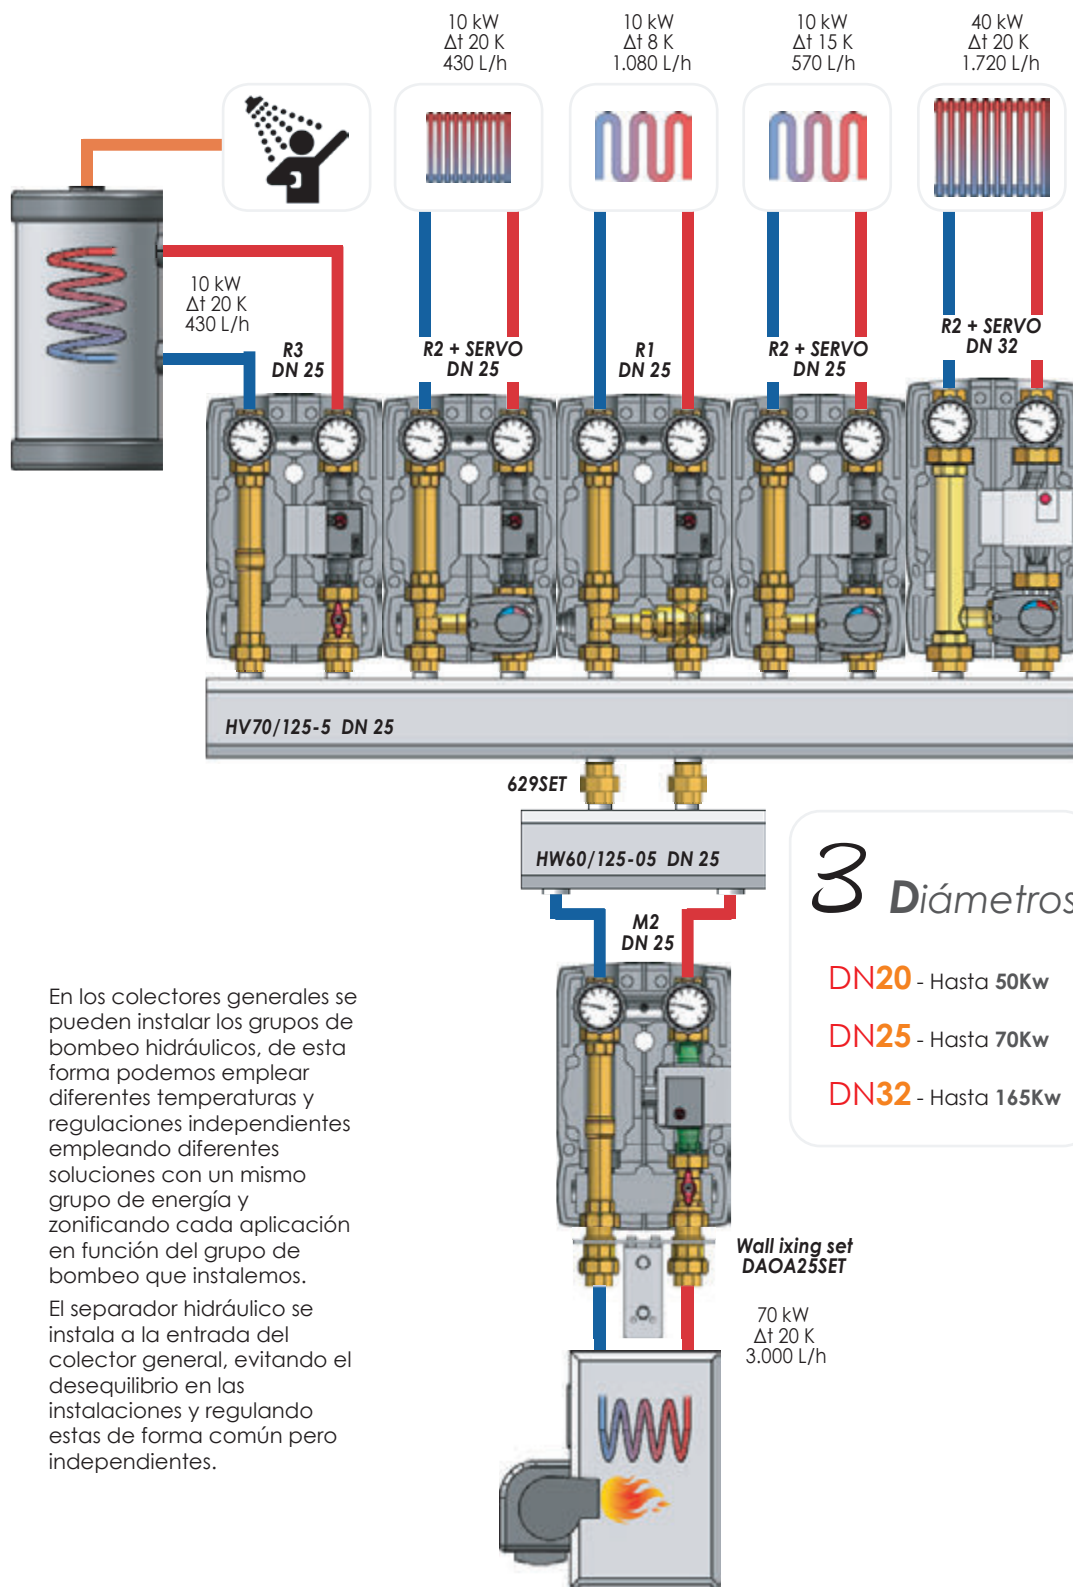 10 kW
Δt 20 K
430 L/h
10 kW
Δt 8 K
1.080 L/h
10 kW
Δt 15 K
570 L/h
40 kW
Δt 20 K
1.720 L/h
10 kW
Δt 20 K
430 L/h
R3
DN 25
R2 + SERVO
DN 25
R1
DN 25
R2 + SERVO
DN 25
R2 + SERVO
DN 32
HV70/125-5 DN 25
629SET
HW60/125-05 DN 25
M2
DN 25
3 Diámetros
DN20 - Hasta 50Kw
DN25 - Hasta 70Kw
DN32 - Hasta 165Kw
En los colectores generales se
pueden instalar los grupos de
bombeo hidráulicos, de esta
forma podemos emplear
diferentes temperaturas y
regulaciones independientes
empleando diferentes
soluciones con un mismo
grupo de energía y
zonificando cada aplicación
en función del grupo de
bombeo que instalemos.
El separador hidráulico se
instala a la entrada del
colector general, evitando el
desequilibrio en las
instalaciones y regulando
estas de forma común pero
independientes.
Wall ixing set
DAOA25SET
70 kW
Δt 20 K
3.000 L/h